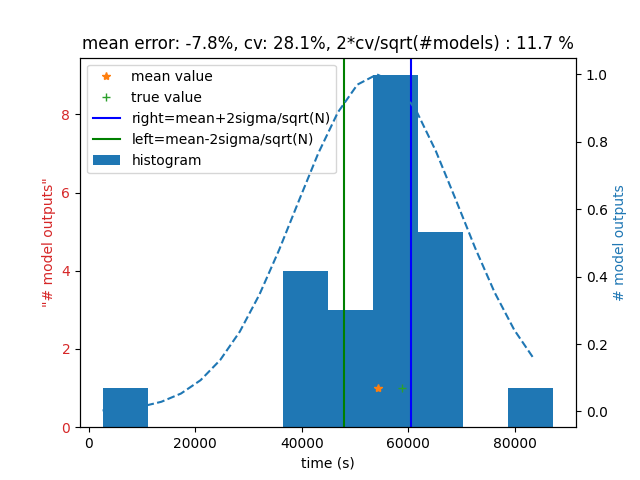 mean error: -7.8%, cv: 28.1%, 2*cv/sqrt(#models) : 11.7 %
mean value
true value
right=mean+2sigma/sqrt(N)
left=mean-2sigma/sqrt(N)
histogram
"# model outputs"
8
6
4
2
0
1.0
0.8
0.6
0.4
0.2
0.0
# model outputs
0
20000
40000
60000
80000
time (s)